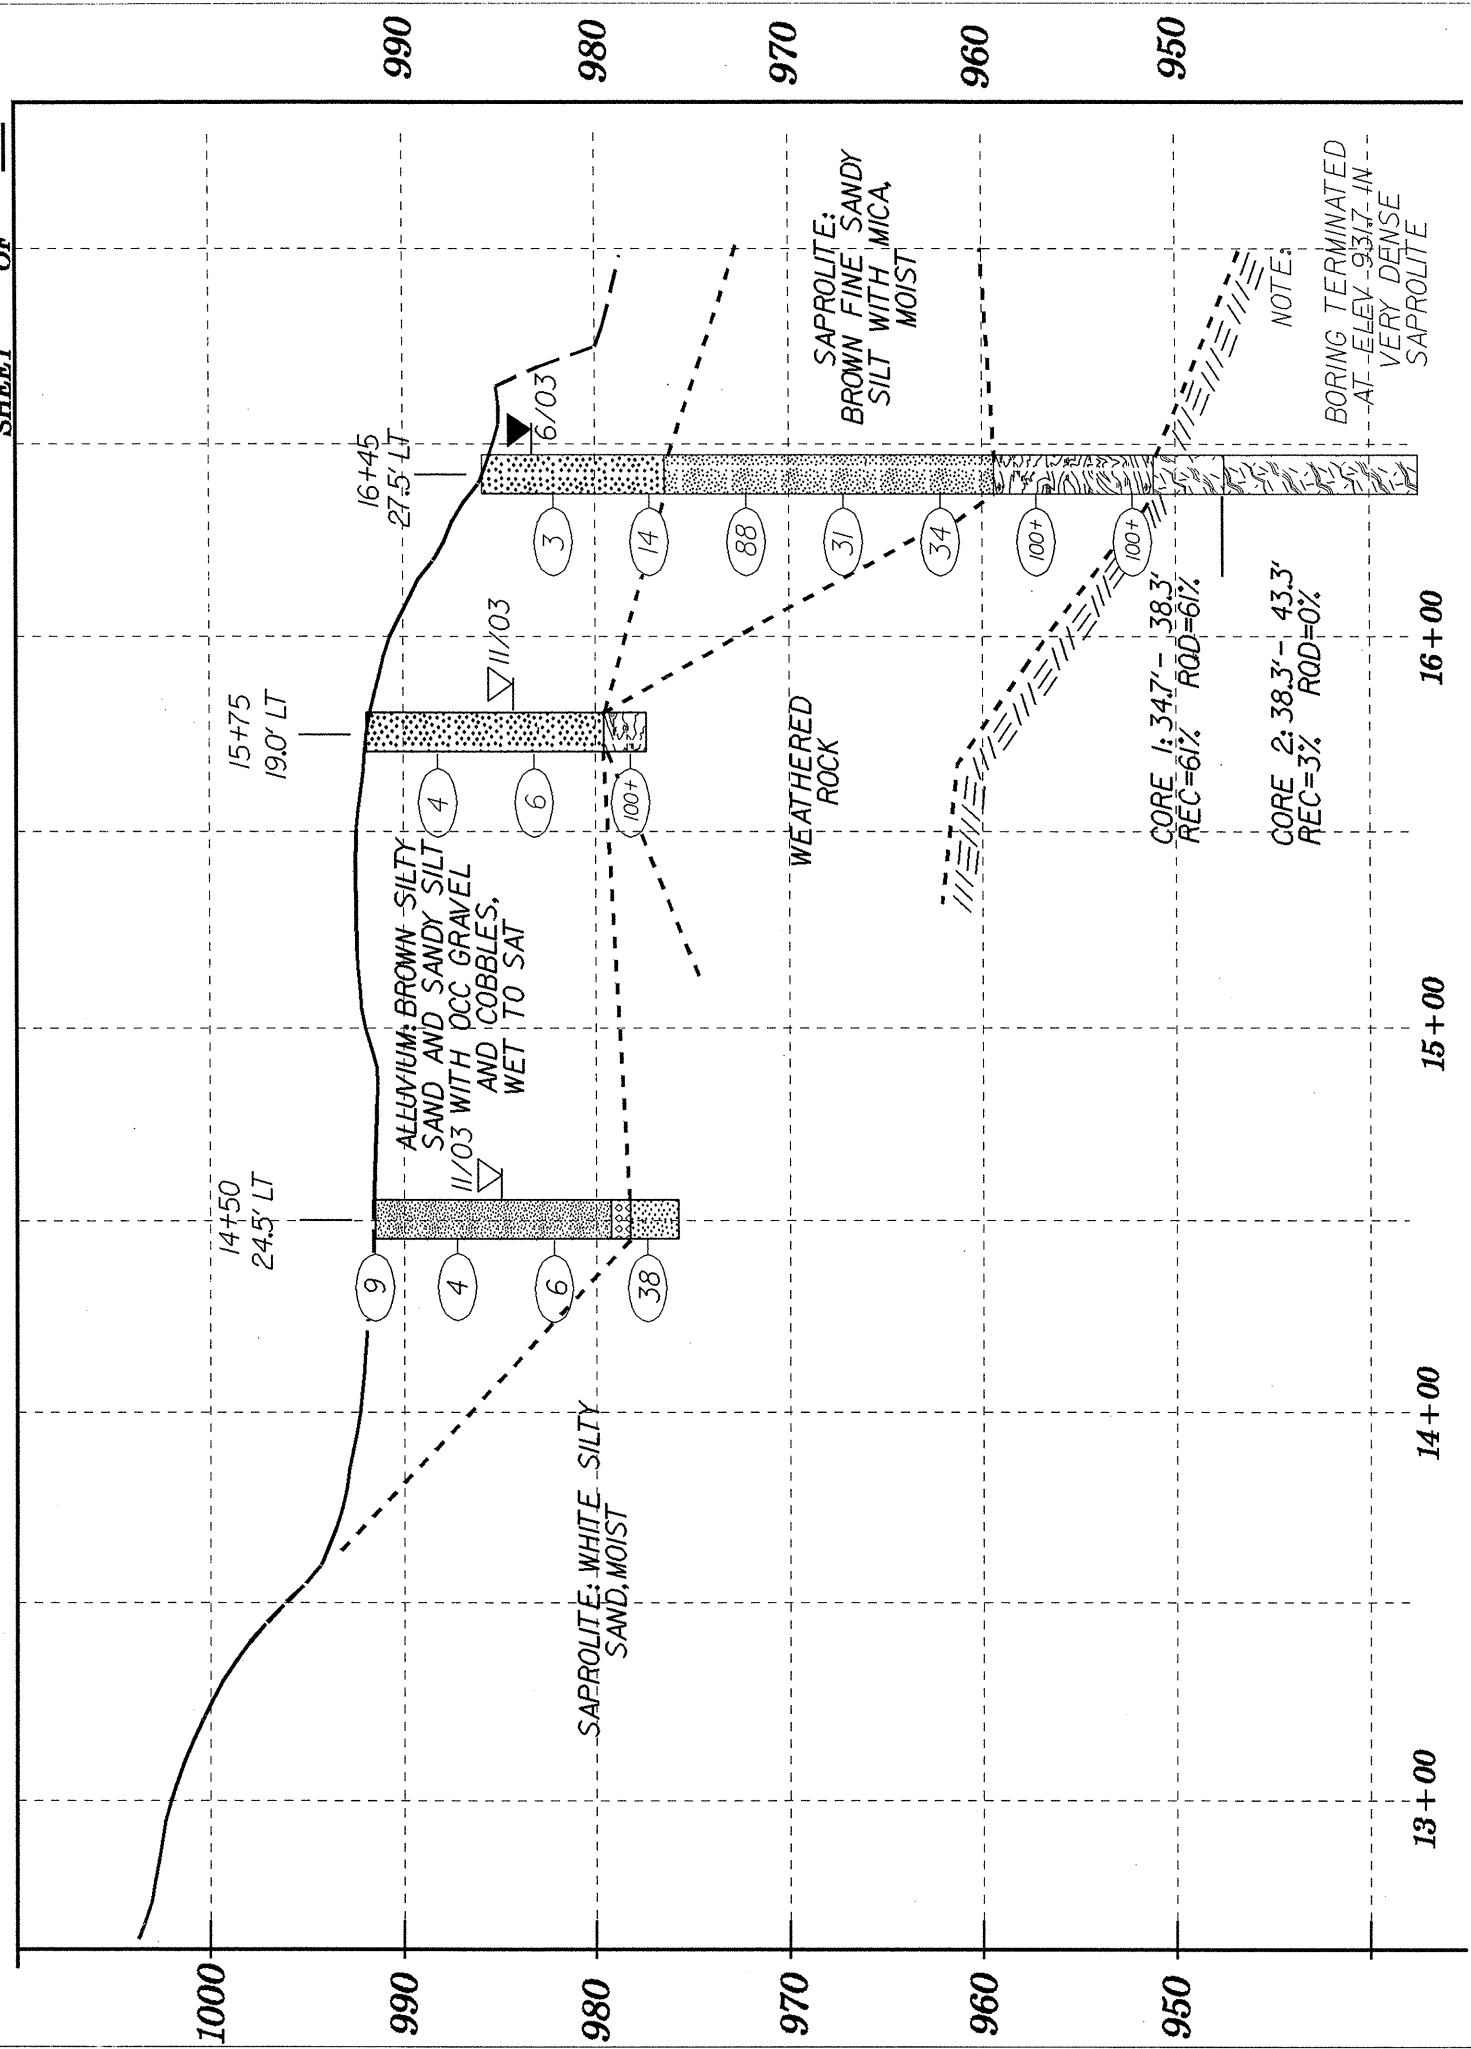 SHEET OF
14+50
24.5' LT
15+75
19.0' LT
16+45
27.5' LT
1000
990
980
970
960
950
990
980
970
960
950
9
4
6
38
11/03
ALLUVIUM: BROWN SILTY
SAND AND SANDY SILT
WITH OCC GRAVEL
AND COBBLES,
WET TO SAT
4
6
100+
11/03
3
14
88
31
34
100+
100+
6/03
SAPROLITE:
BROWN FINE SANDY
SILT WITH MICA,
MOIST
SAPROLITE: WHITE SILTY
SAND, MOIST
WEATHERED
ROCK
CORE 1: 34.7'- 38.3'
REC=61% RQD=61%
CORE 2: 38.3'- 43.3'
REC=3% RQD=0%
NOTE:
BORING TERMINATED
AT ELEV 931.7 IN
VERY DENSE
SAPROLITE
13+00
14+00
15+00
16+00